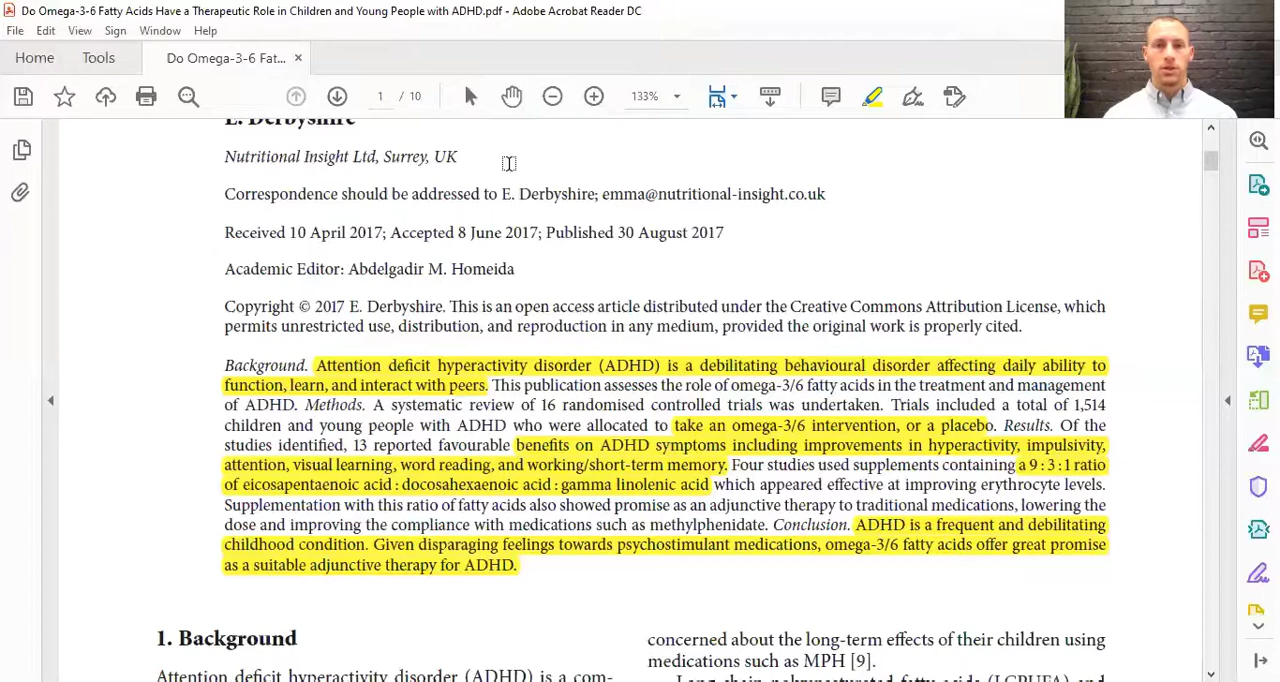 Do Omega-3-6 Fatty Acids Have a Therapeutic Role in Children and Young People with ADHD.pdf - Adobe Acrobat Reader DC
File Edit View Sign Window Help
Home Tools Do Omega-3-6 Fat... ×
1 / 10 133%
E. Derbyshire
Nutritional Insight Ltd, Surrey, UK
Correspondence should be addressed to E. Derbyshire; emma@nutritional-insight.co.uk
Received 10 April 2017; Accepted 8 June 2017; Published 30 August 2017
Academic Editor: Abdelgadir M. Homeida
Copyright © 2017 E. Derbyshire. This is an open access article distributed under the Creative Commons Attribution License, which
permits unrestricted use, distribution, and reproduction in any medium, provided the original work is properly cited.
Background. Attention deficit hyperactivity disorder (ADHD) is a debilitating behavioural disorder affecting daily ability to
function, learn, and interact with peers. This publication assesses the role of omega-3/6 fatty acids in the treatment and management
of ADHD. Methods. A systematic review of 16 randomised controlled trials was undertaken. Trials included a total of 1,514
children and young people with ADHD who were allocated to take an omega-3/6 intervention, or a placebo. Results. Of the
studies identified, 13 reported favourable benefits on ADHD symptoms including improvements in hyperactivity, impulsivity,
attention, visual learning, word reading, and working/short-term memory. Four studies used supplements containing a 9 : 3 : 1 ratio
of eicosapentaenoic acid : docosahexaenoic acid : gamma linolenic acid which appeared effective at improving erythrocyte levels.
Supplementation with this ratio of fatty acids also showed promise as an adjunctive therapy to traditional medications, lowering the
dose and improving the compliance with medications such as methylphenidate. Conclusion. ADHD is a frequent and debilitating
childhood condition. Given disparaging feelings towards psychostimulant medications, omega-3/6 fatty acids offer great promise
as a suitable adjunctive therapy for ADHD.
1. Background
Attention deficit hyperactivity disorder (ADHD) is a com-
concerned about the long-term effects of their children using
medications such as MPH [9].
Long chain polyunsaturated fatty acids (LCPUFA) and